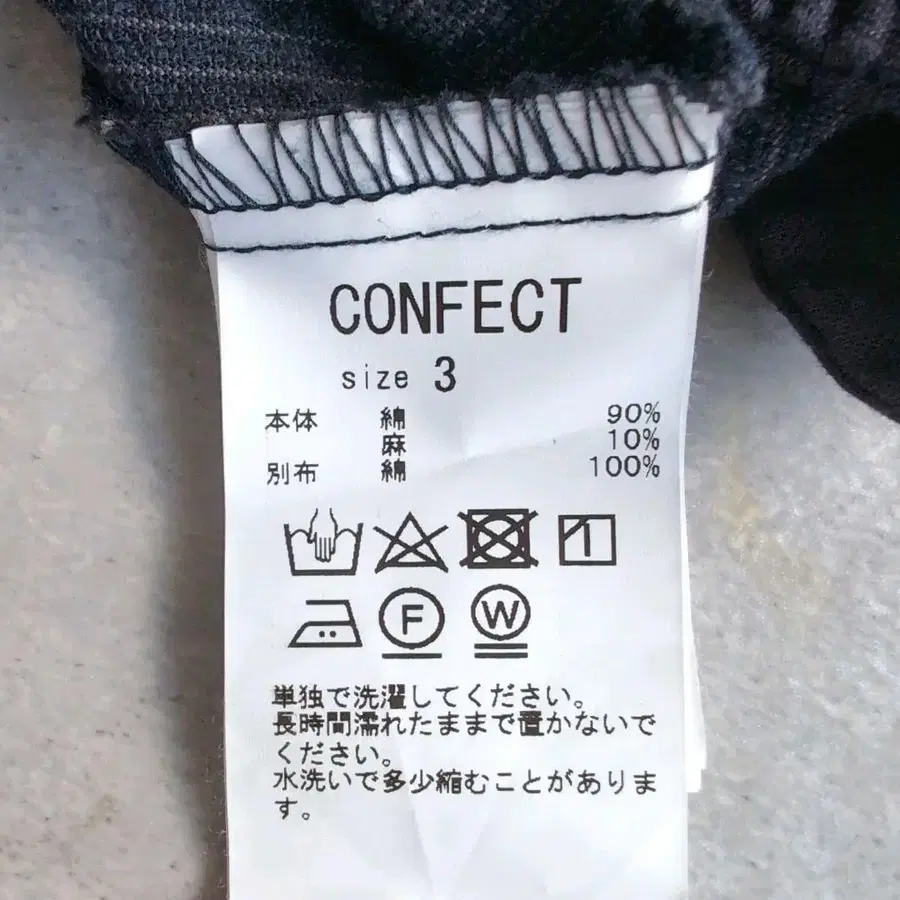 CONFECT
size 3
本体 綿 90%
麻 10%
別布 綿 100%
F W
単独で洗濯してください。
長時間濡れたままで置かないで
ください。
水洗いで多少縮むことがありま
す。